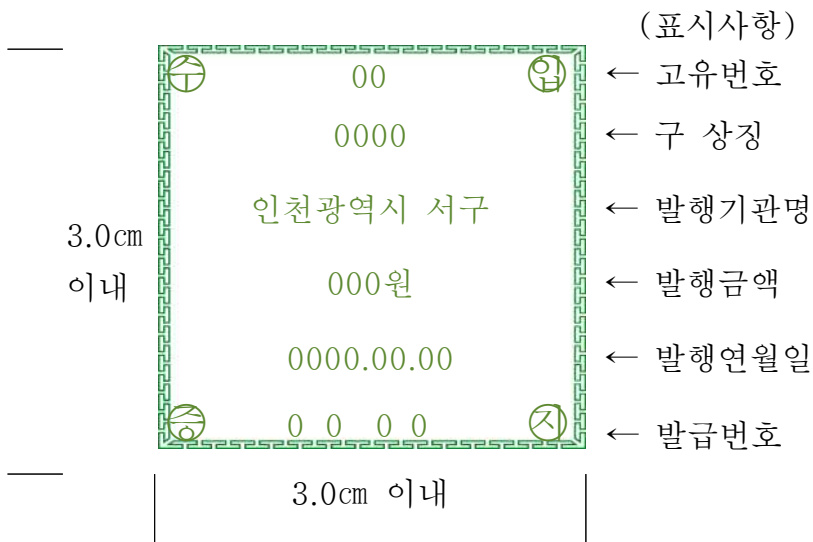 (표시사항)
수 00 입 ← 고유번호
0000 ← 구 상징
인천광역시 서구 ← 발행기관명
3.0㎝
이내
000원 ← 발행금액
0000.00.00 ← 발행연월일
증 0 0 0 0 지 ← 발급번호
3.0㎝ 이내